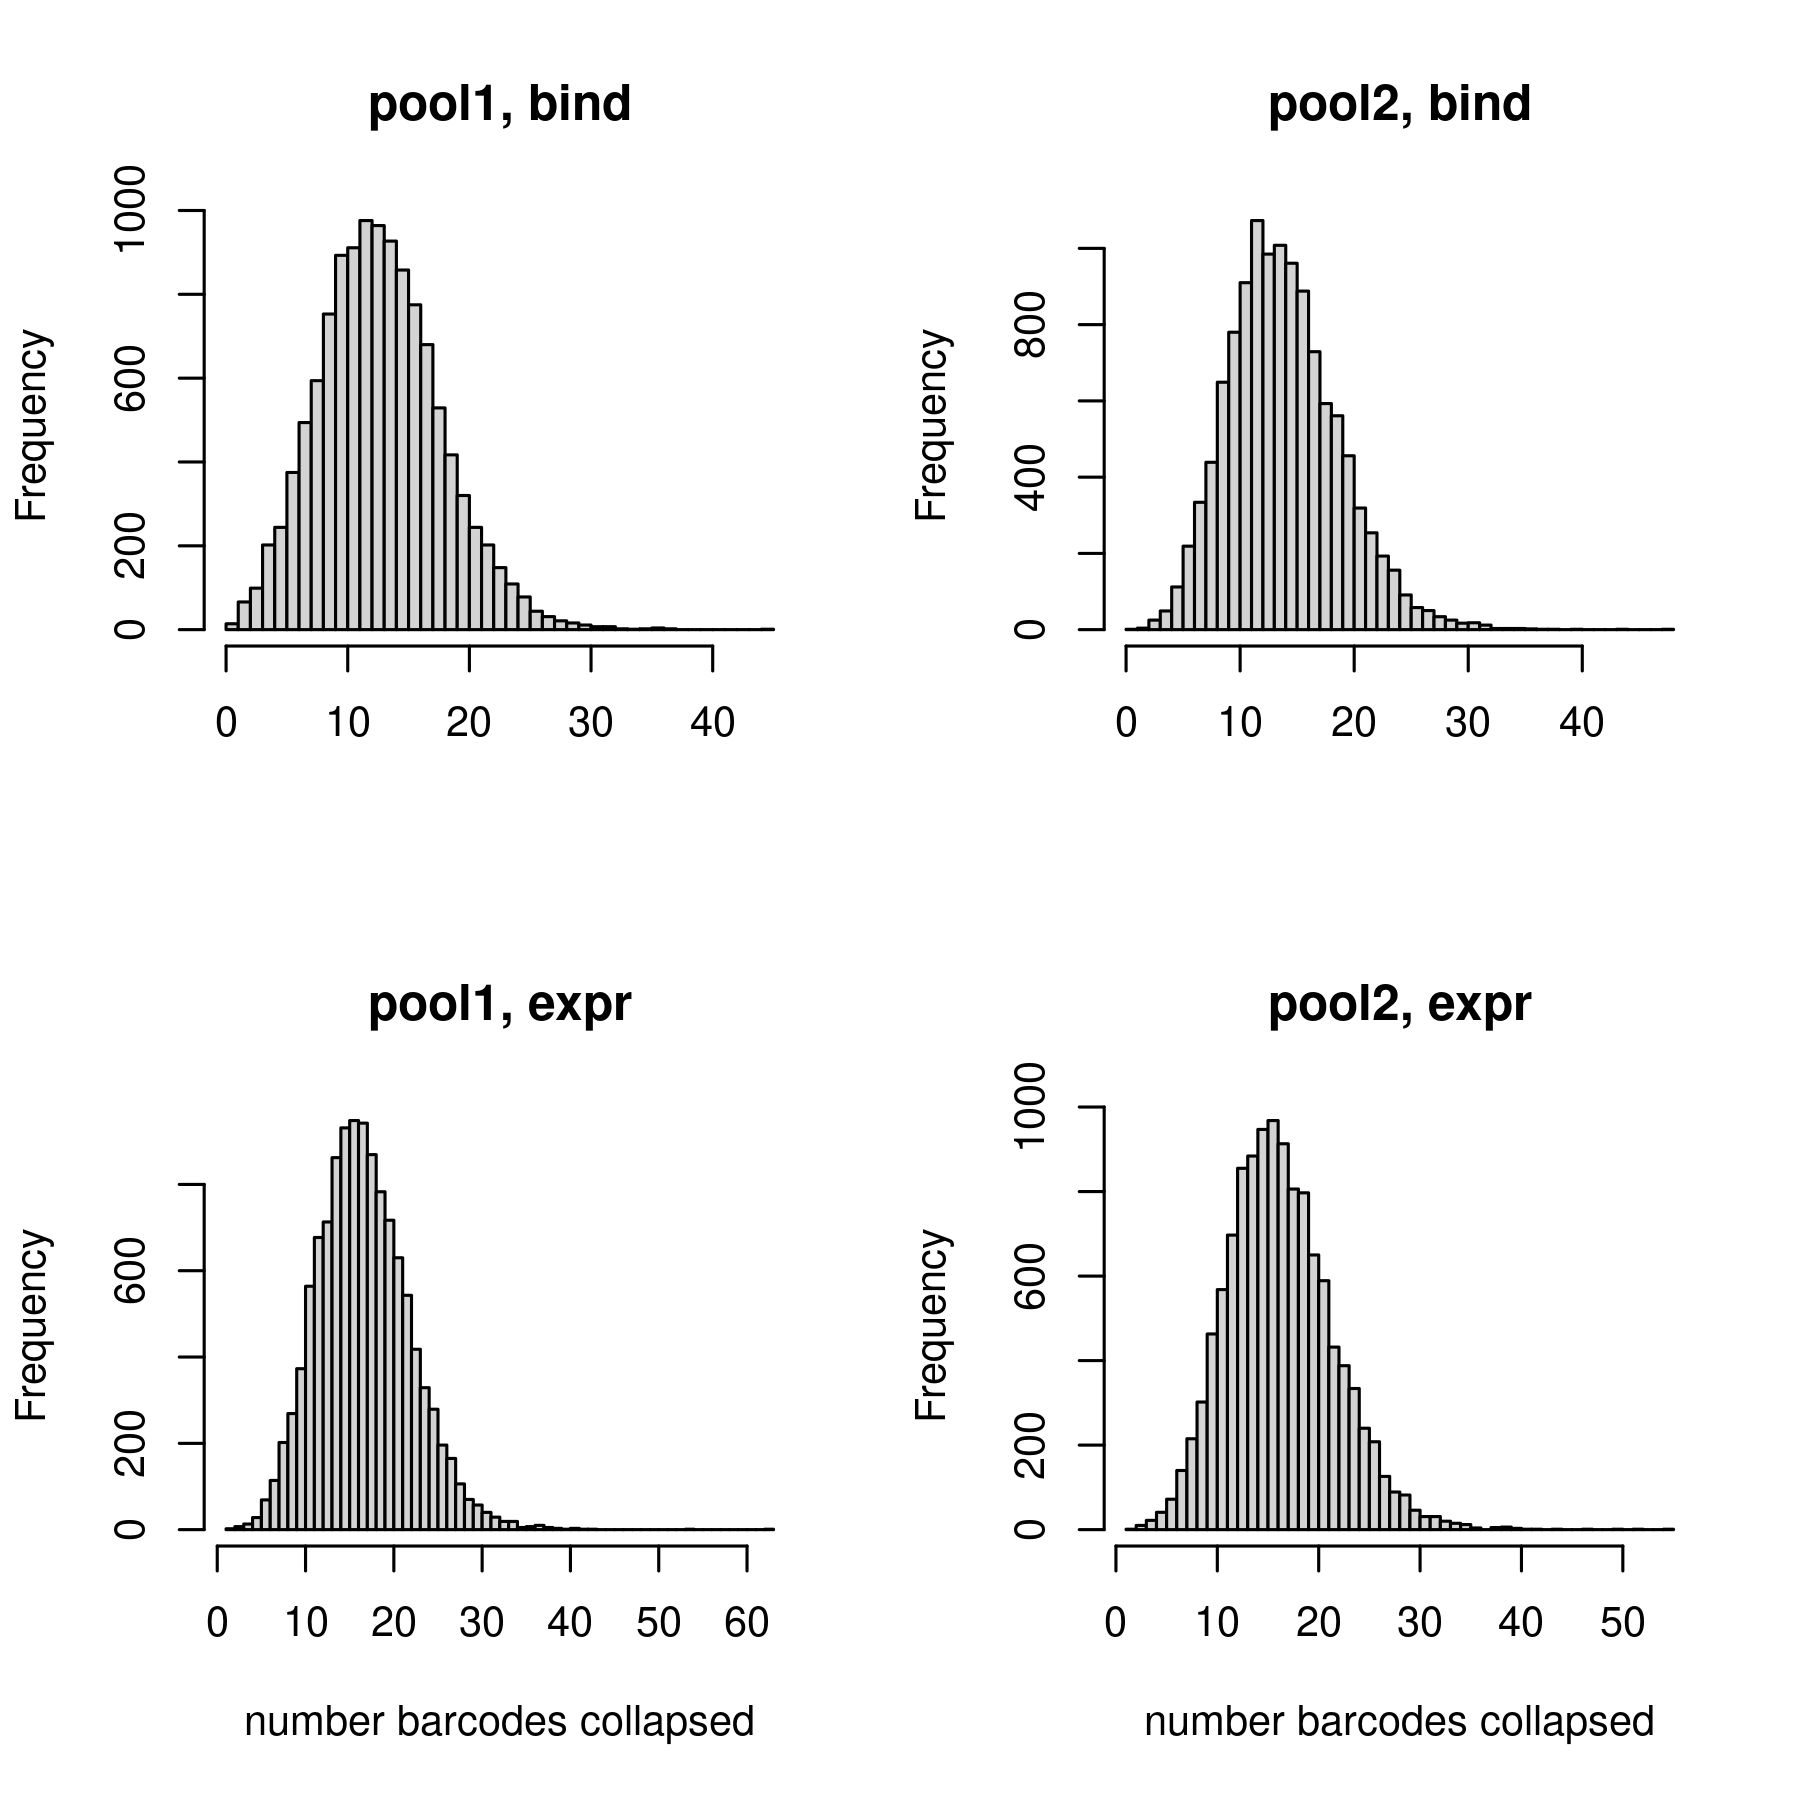 pool1, bind
Frequency
0 200 600 1000
0 10 20 30 40
pool2, bind
Frequency
0 400 800
0 10 20 30 40
pool1, expr
Frequency
0 200 600
0 10 20 30 40 50 60
number barcodes collapsed
pool2, expr
Frequency
0 200 600 1000
0 10 20 30 40 50
number barcodes collapsed